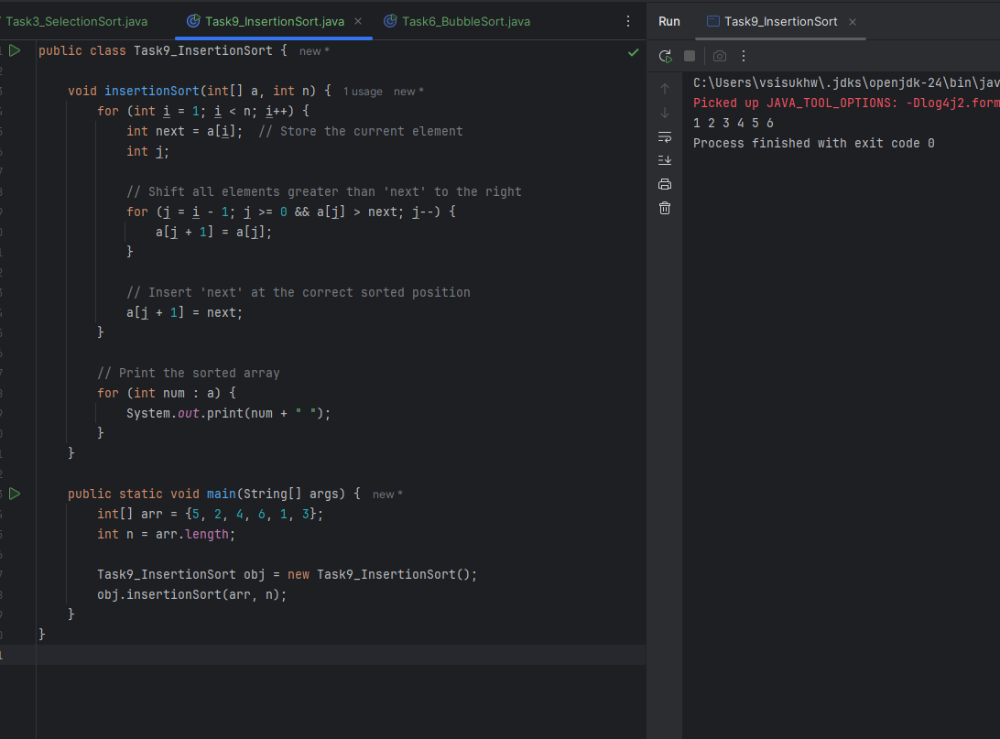 Task3_SelectionSort.java Task9_InsertionSort.java Task6_BubbleSort.java
public class Task9_InsertionSort { new *
void insertionSort(int[] a, int n) { 1 usage new *
for (int i = 1; i < n; i++) {
int next = a[i]; // Store the current element
int j;
// Shift all elements greater than 'next' to the right
for (j = i - 1; j >= 0 && a[j] > next; j--) {
a[j + 1] = a[j];
}
// Insert 'next' at the correct sorted position
a[j + 1] = next;
}
// Print the sorted array
for (int num : a) {
System.out.print(num + " ");
}
}
public static void main(String[] args) { new *
int[] arr = {5, 2, 4, 6, 1, 3};
int n = arr.length;
Task9_InsertionSort obj = new Task9_InsertionSort();
obj.insertionSort(arr, n);
}
}
Run Task9_InsertionSort
C:\Users\vsisukhw\.jdks\openjdk-24\bin\jav
Picked up JAVA_TOOL_OPTIONS: -Dlog4j2.form
1 2 3 4 5 6
Process finished with exit code 0